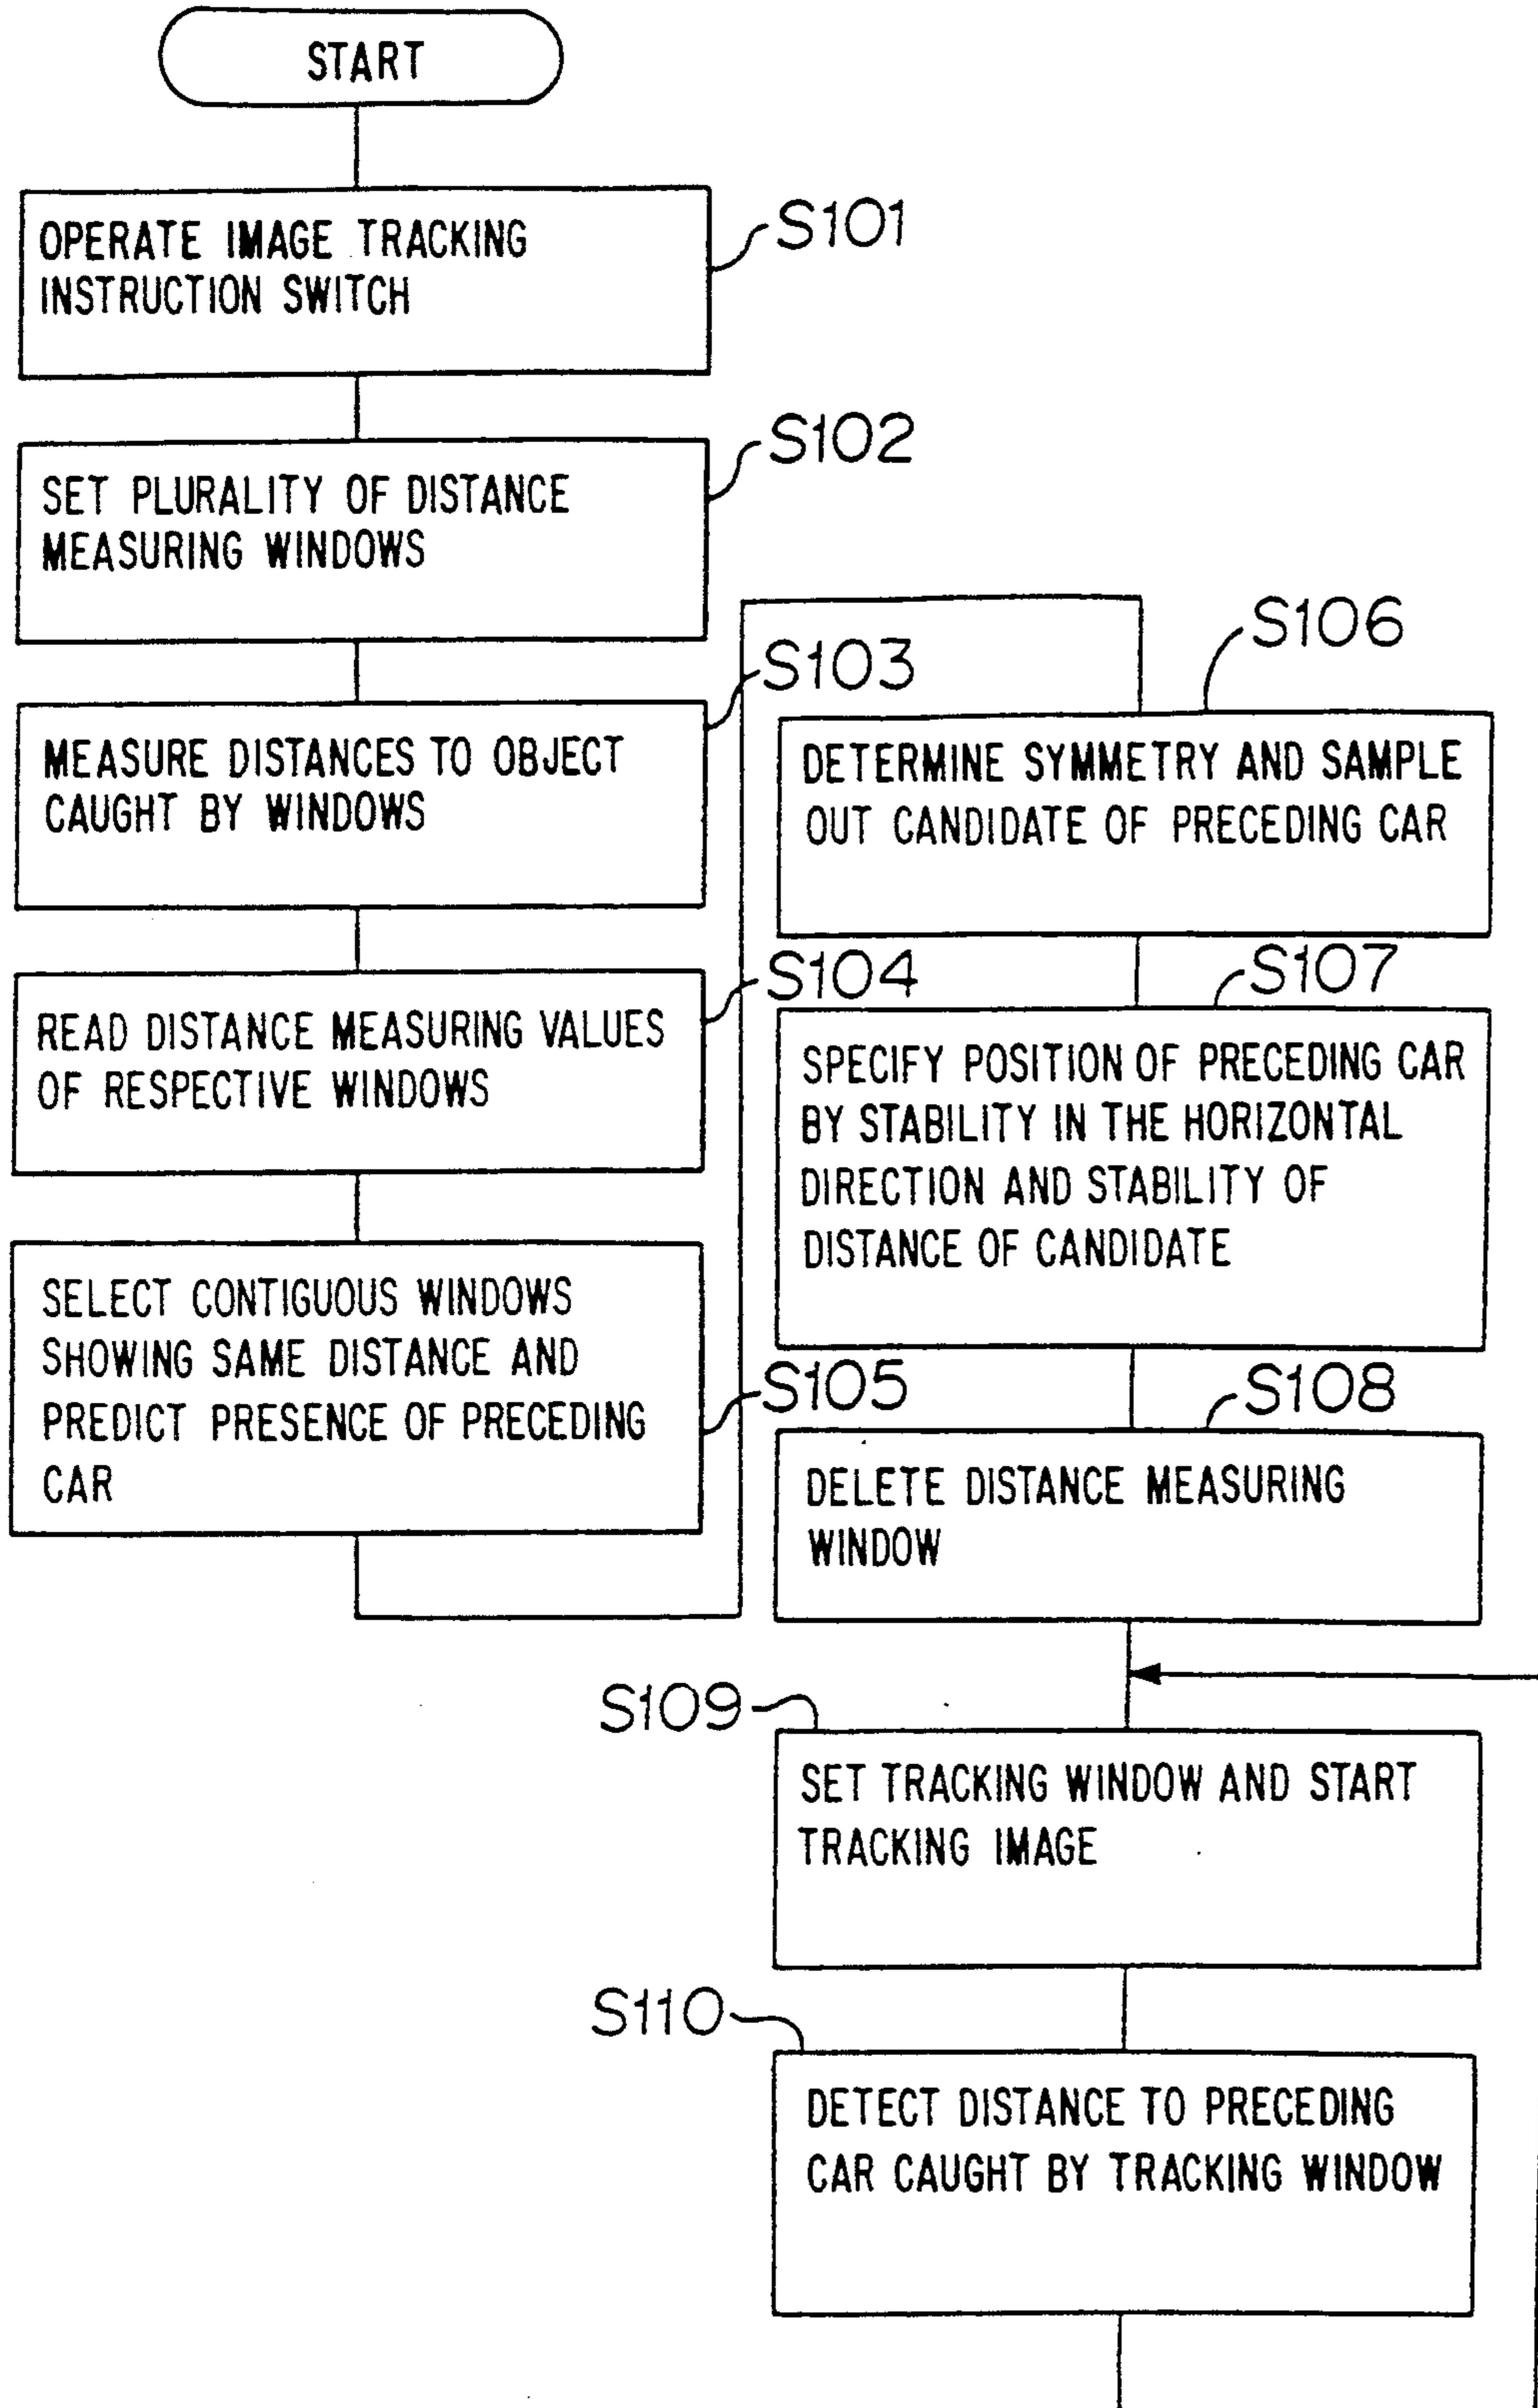 START
OPERATE IMAGE TRACKING
INSTRUCTION SWITCH
S101
SET PLURALITY OF DISTANCE
MEASURING WINDOWS
S102
MEASURE DISTANCES TO OBJECT
CAUGHT BY WINDOWS
S103
READ DISTANCE MEASURING VALUES
OF RESPECTIVE WINDOWS
S104
SELECT CONTIGUOUS WINDOWS
SHOWING SAME DISTANCE AND
PREDICT PRESENCE OF PRECEDING
CAR
S105
S106
DETERMINE SYMMETRY AND SAMPLE
OUT CANDIDATE OF PRECEDING CAR
S107
SPECIFY POSITION OF PRECEDING CAR
BY STABILITY IN THE HORIZONTAL
DIRECTION AND STABILITY OF
DISTANCE OF CANDIDATE
S108
DELETE DISTANCE MEASURING
WINDOW
S109
SET TRACKING WINDOW AND START
TRACKING IMAGE
S110
DETECT DISTANCE TO PRECEDING
CAR CAUGHT BY TRACKING WINDOW